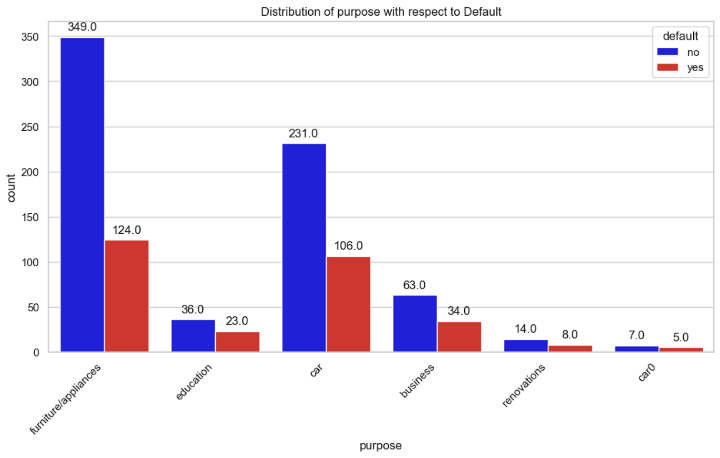 Distribution of purpose with respect to Default
349.0
124.0
36.0
23.0
231.0
106.0
63.0
34.0
14.0
8.0
7.0
5.0
default
no
yes
350
300
250
200
150
100
50
0
count
furniture/appliances
education
car
business
renovations
car0
purpose